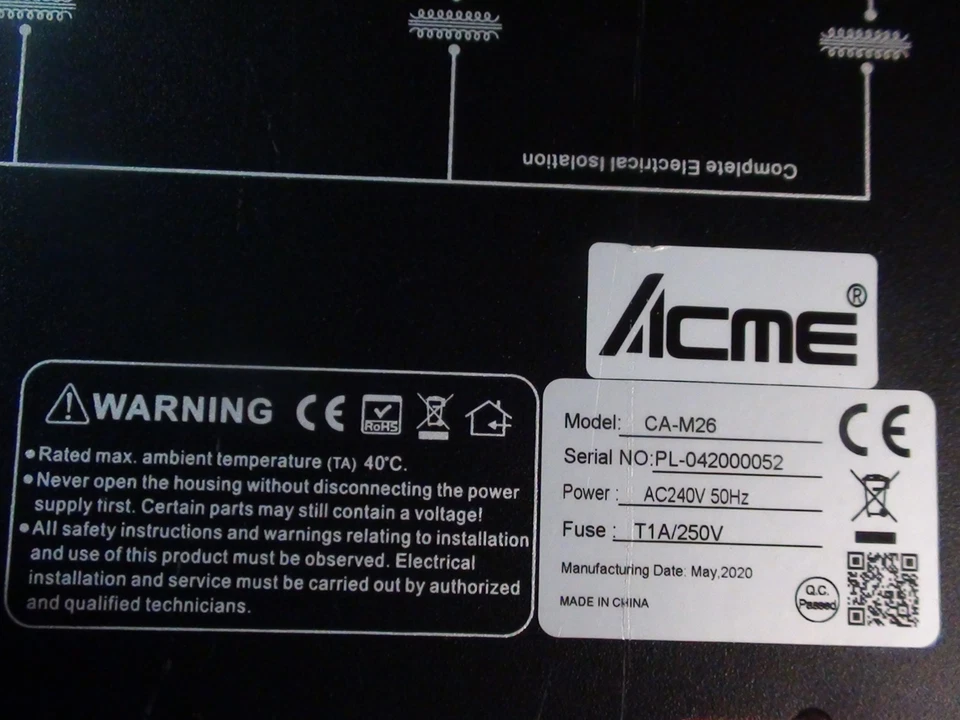 Complete Electrical Isolation
ACME®
WARNING CE RoHS
•Rated max. ambient temperature (TA) 40°C.
•Never open the housing without disconnecting the power
supply first. Certain parts may still contain a voltage!
•All safety instructions and warnings relating to installation
and use of this product must be observed. Electrical
installation and service must be carried out by authorized
and qualified technicians.
Model: CA-M26
Serial NO:PL-042000052
Power : AC240V 50Hz
Fuse : T1A/250V
Manufacturing Date: May,2020
MADE IN CHINA
CE
Q.C.
Passed